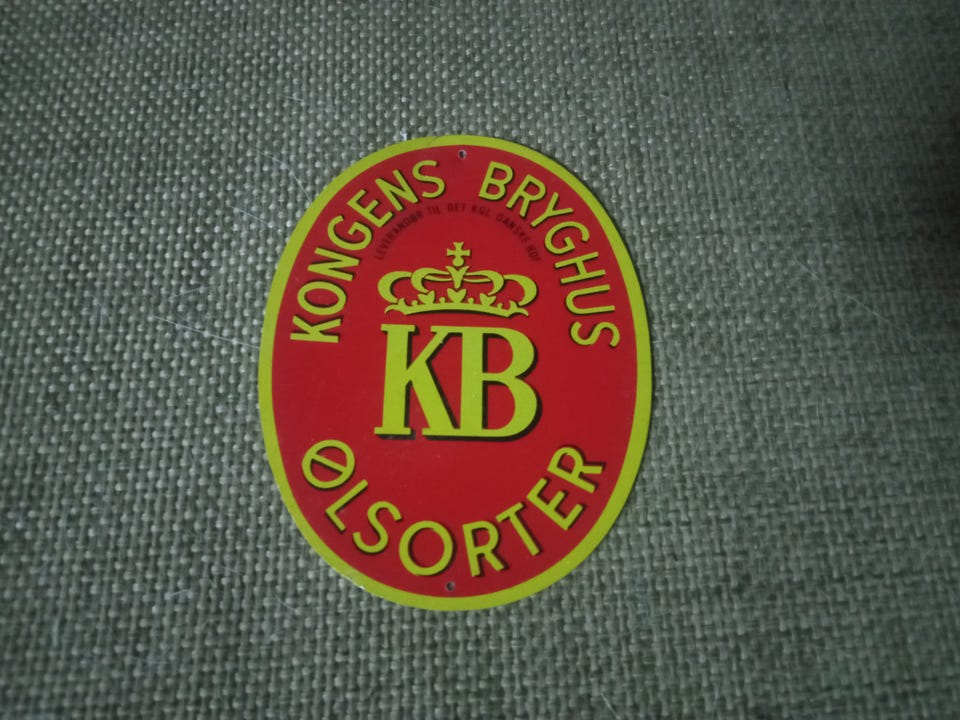 KONGENS BRYGHUS
LEVERANDØR TIL DET KGL. DANSKE HOF
KB
ØLSORTER